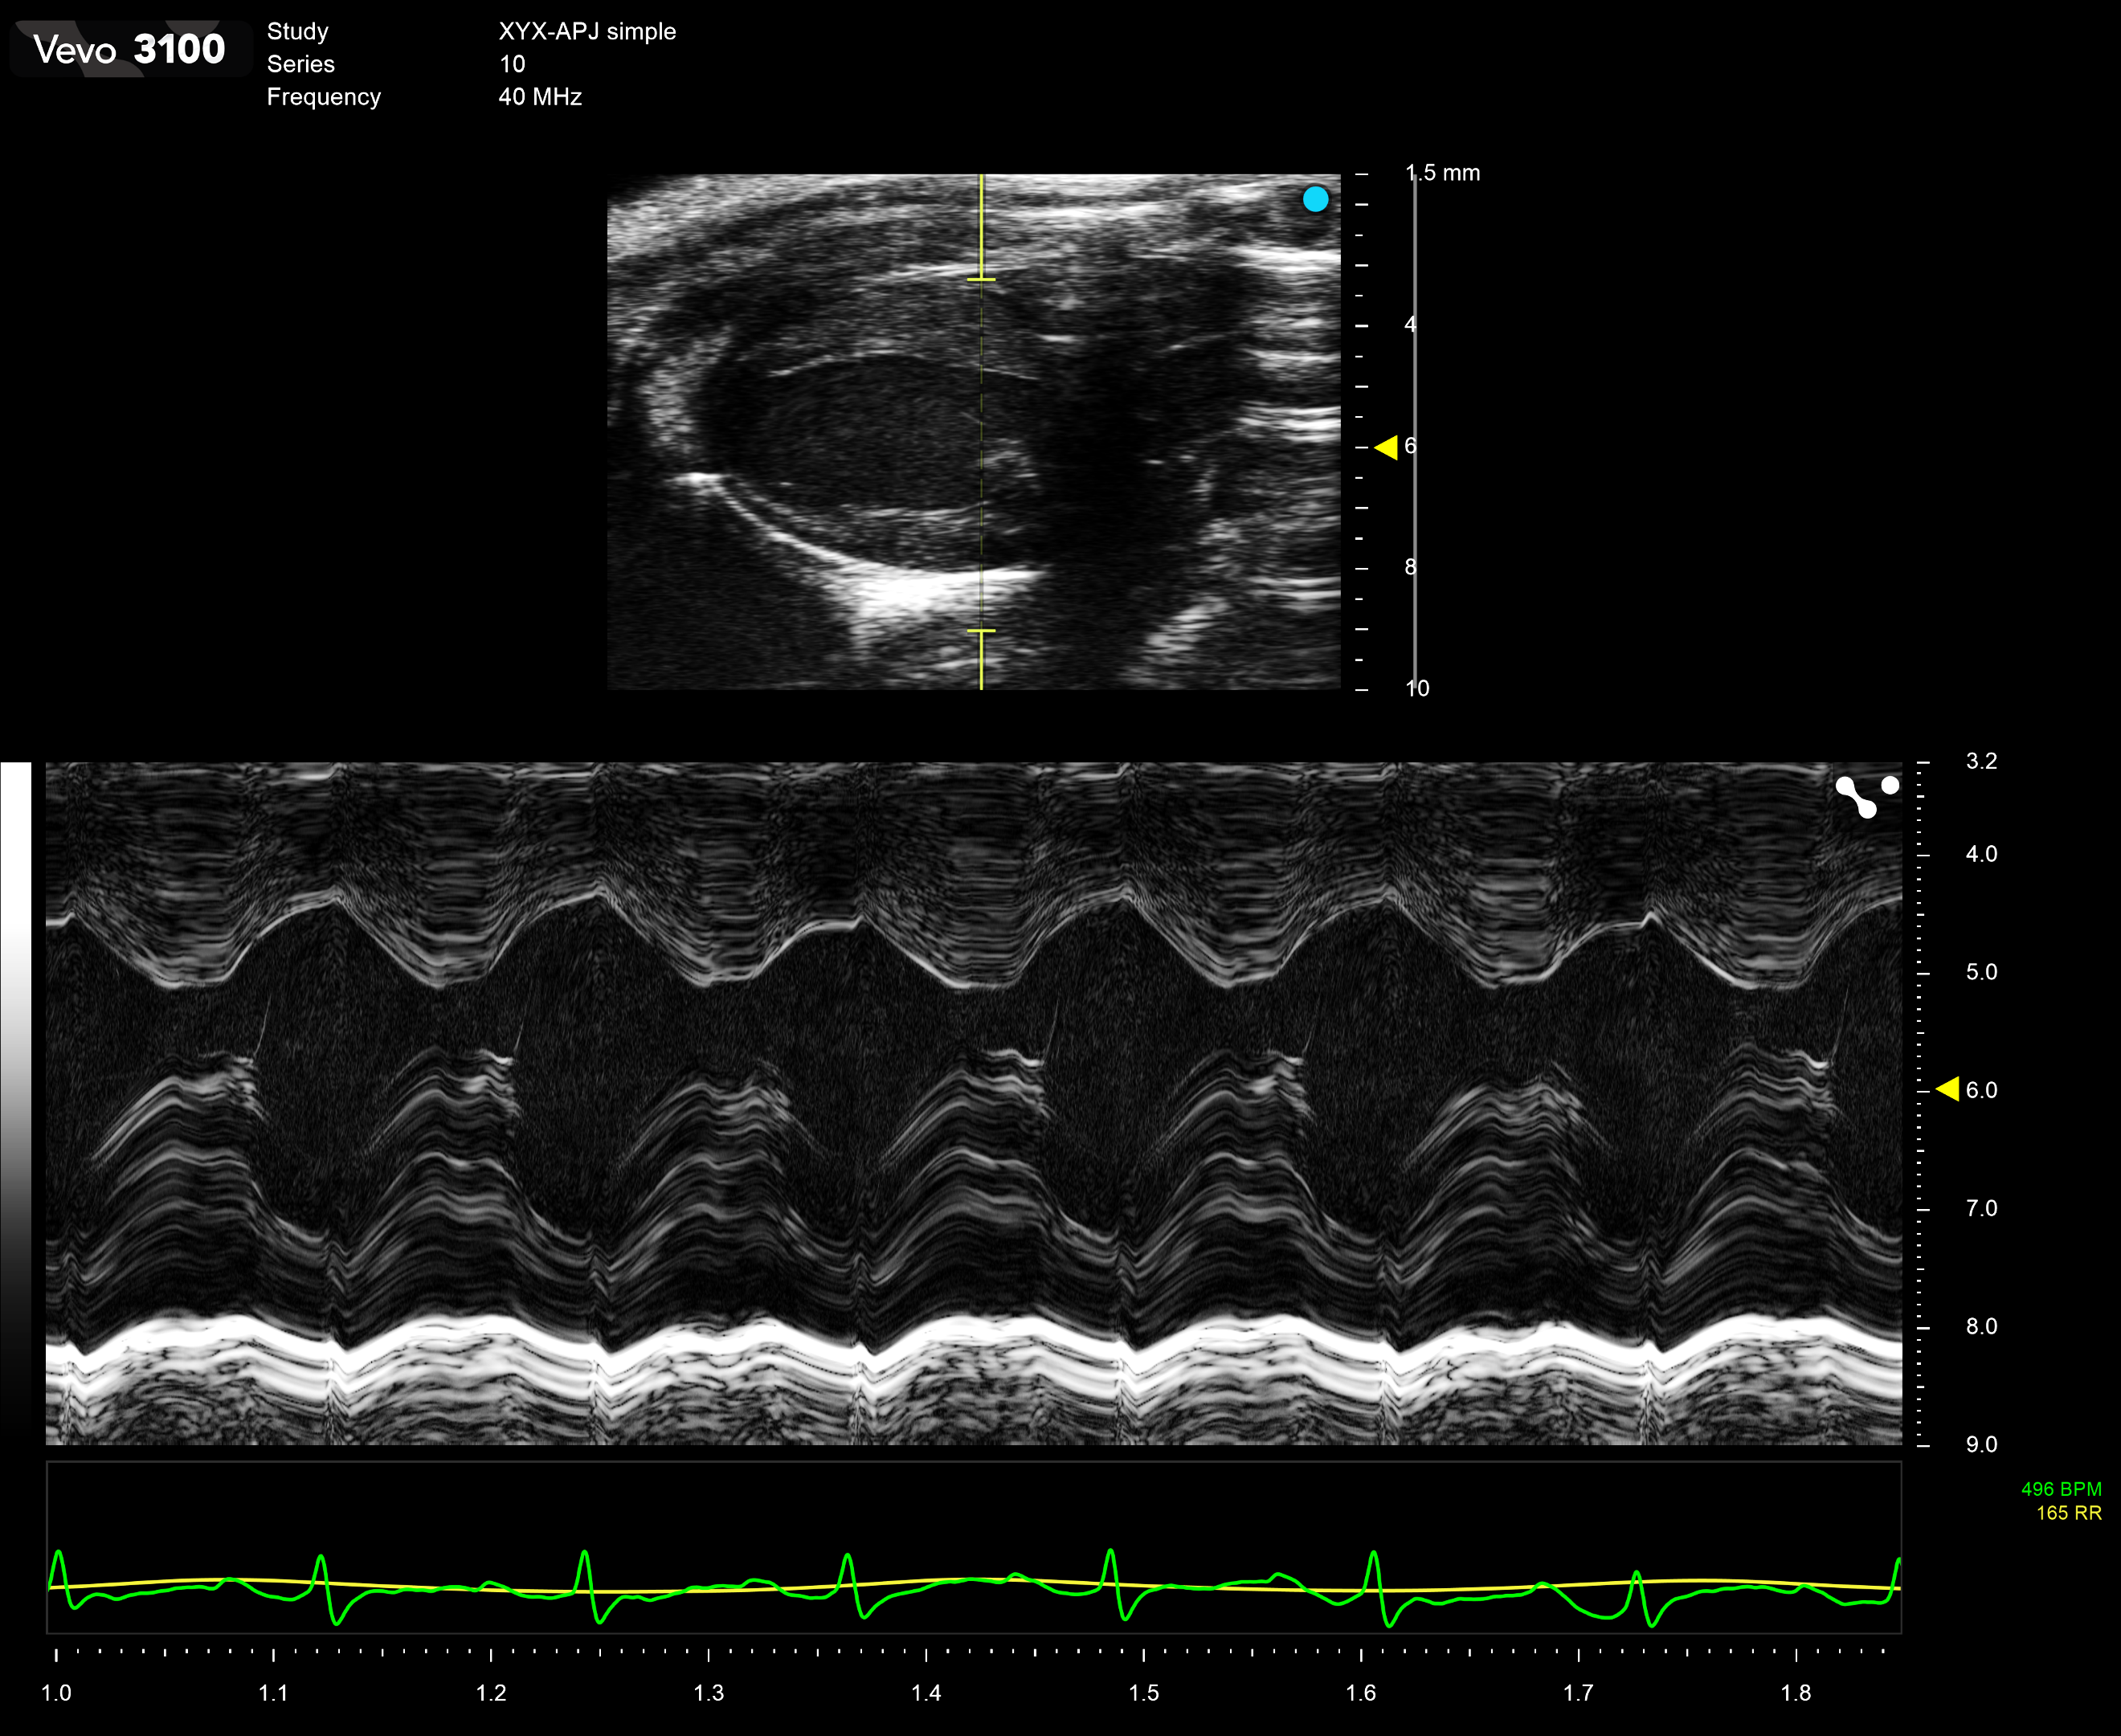 Vevo 3100
Study XYX-APJ simple
Series 10
Frequency 40 MHz
1.5 mm
4
6
8
10
3.2
4.0
5.0
6.0
7.0
8.0
9.0
496 BPM
165 RR
1.0 1.1 1.2 1.3 1.4 1.5 1.6 1.7 1.8